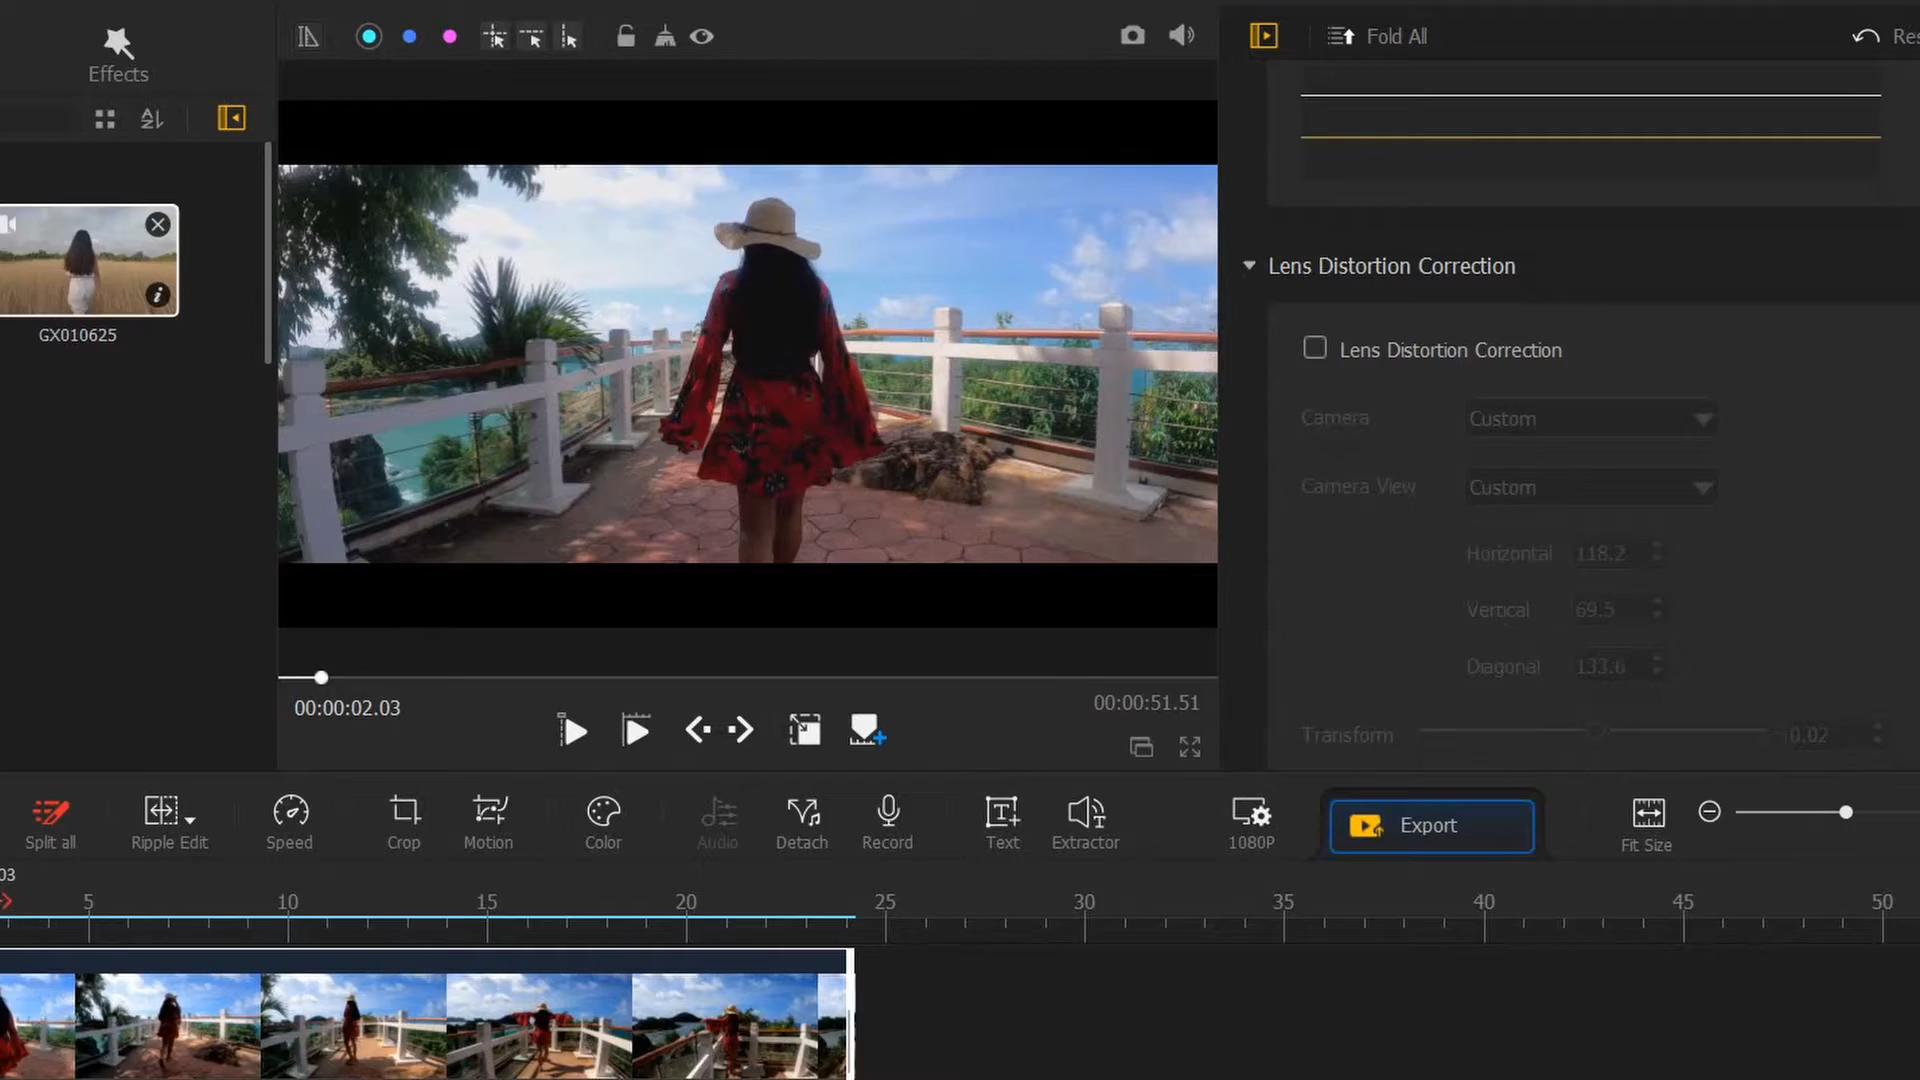 Effects
GX010625
Fold All
Res
Lens Distortion Correction
Lens Distortion Correction
Camera
Custom
Camera View
Custom
Horizontal
118.2
Vertical
69.5
Diagonal
133.6
Transform
0.02
00:00:02.03
00:00:51.51
Split all
Ripple Edit
Speed
Crop
Motion
Color
Audio
Detach
Record
Text
Extractor
1080P
Export
Fit Size
03
5
10
15
20
25
30
35
40
45
50